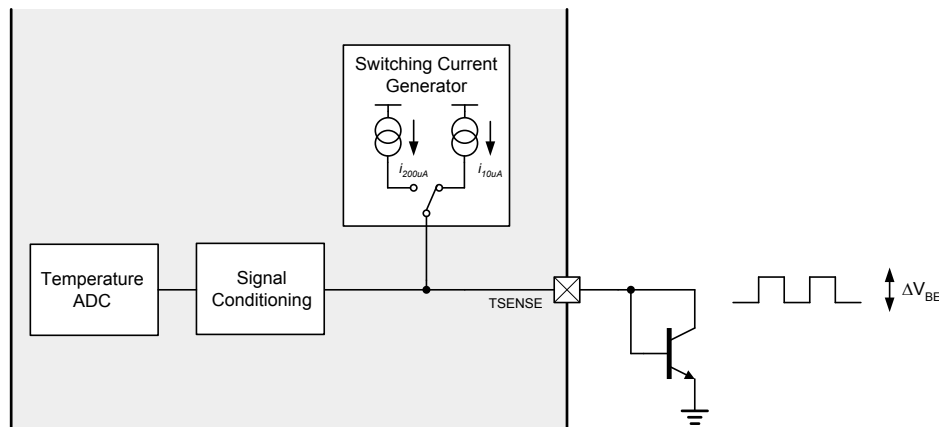 Switching Current
Generator
i200uA
i10uA
Temperature
ADC
Signal
Conditioning
TSENSE
ΔVBE